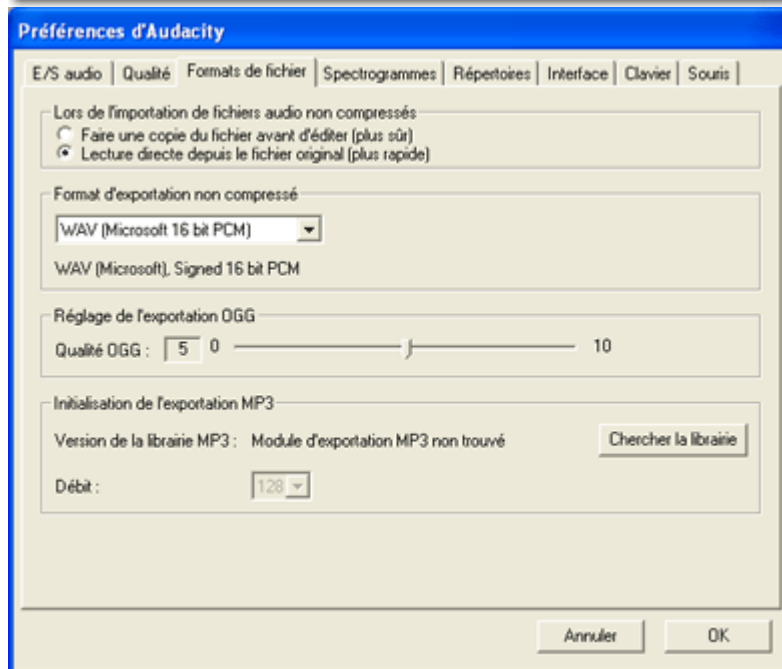 Préférences d'Audacity
E/S audio Qualité Formats de fichier Spectrogrammes Répertoires Interface Clavier Souris
Lors de l'importation de fichiers audio non compressés
Faire une copie du fichier avant d'éditer (plus sûr)
Lecture directe depuis le fichier original (plus rapide)
Format d'exportation non compressé
WAV (Microsoft 16 bit PCM)
WAV (Microsoft), Signed 16 bit PCM
Réglage de l'exportation OGG
Qualité OGG : 5 0 10
Initialisation de l'exportation MP3
Version de la librairie MP3 : Module d'exportation MP3 non trouvé Chercher la librairie
Débit : 128
Annuler OK